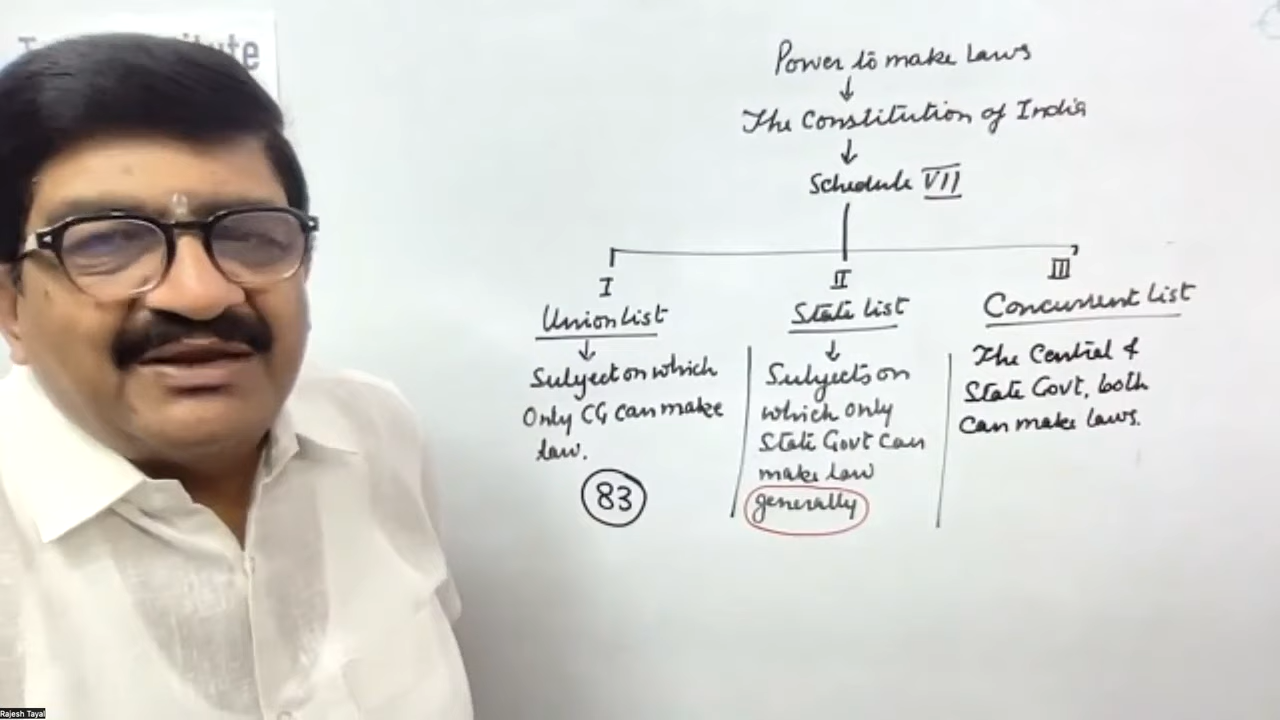 Power to make Laws
↓
The Constitution of India
↓
Schedule VII
I
Union list
↓
Subject on which
Only CG can make
law.
83
II
State list
↓
Subjects on
which only
State Govt can
make law
generally
III
Concurrent list
The Central &
State Govt, both
Can make laws.
Rajesh Tayal